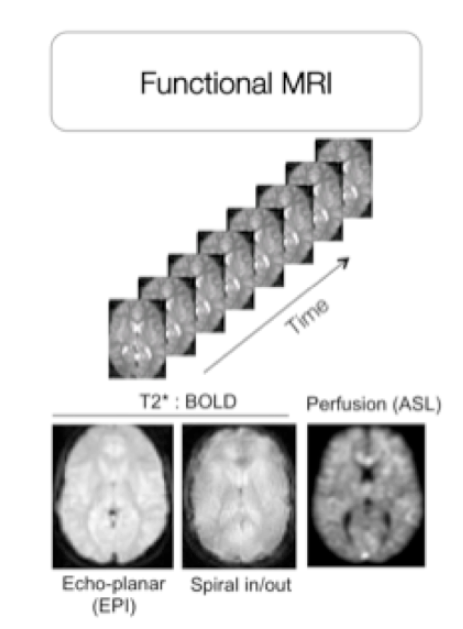 Functional MRI
Time
T2* : BOLD
Perfusion (ASL)
Echo-planar
(EPI)
Spiral in/out